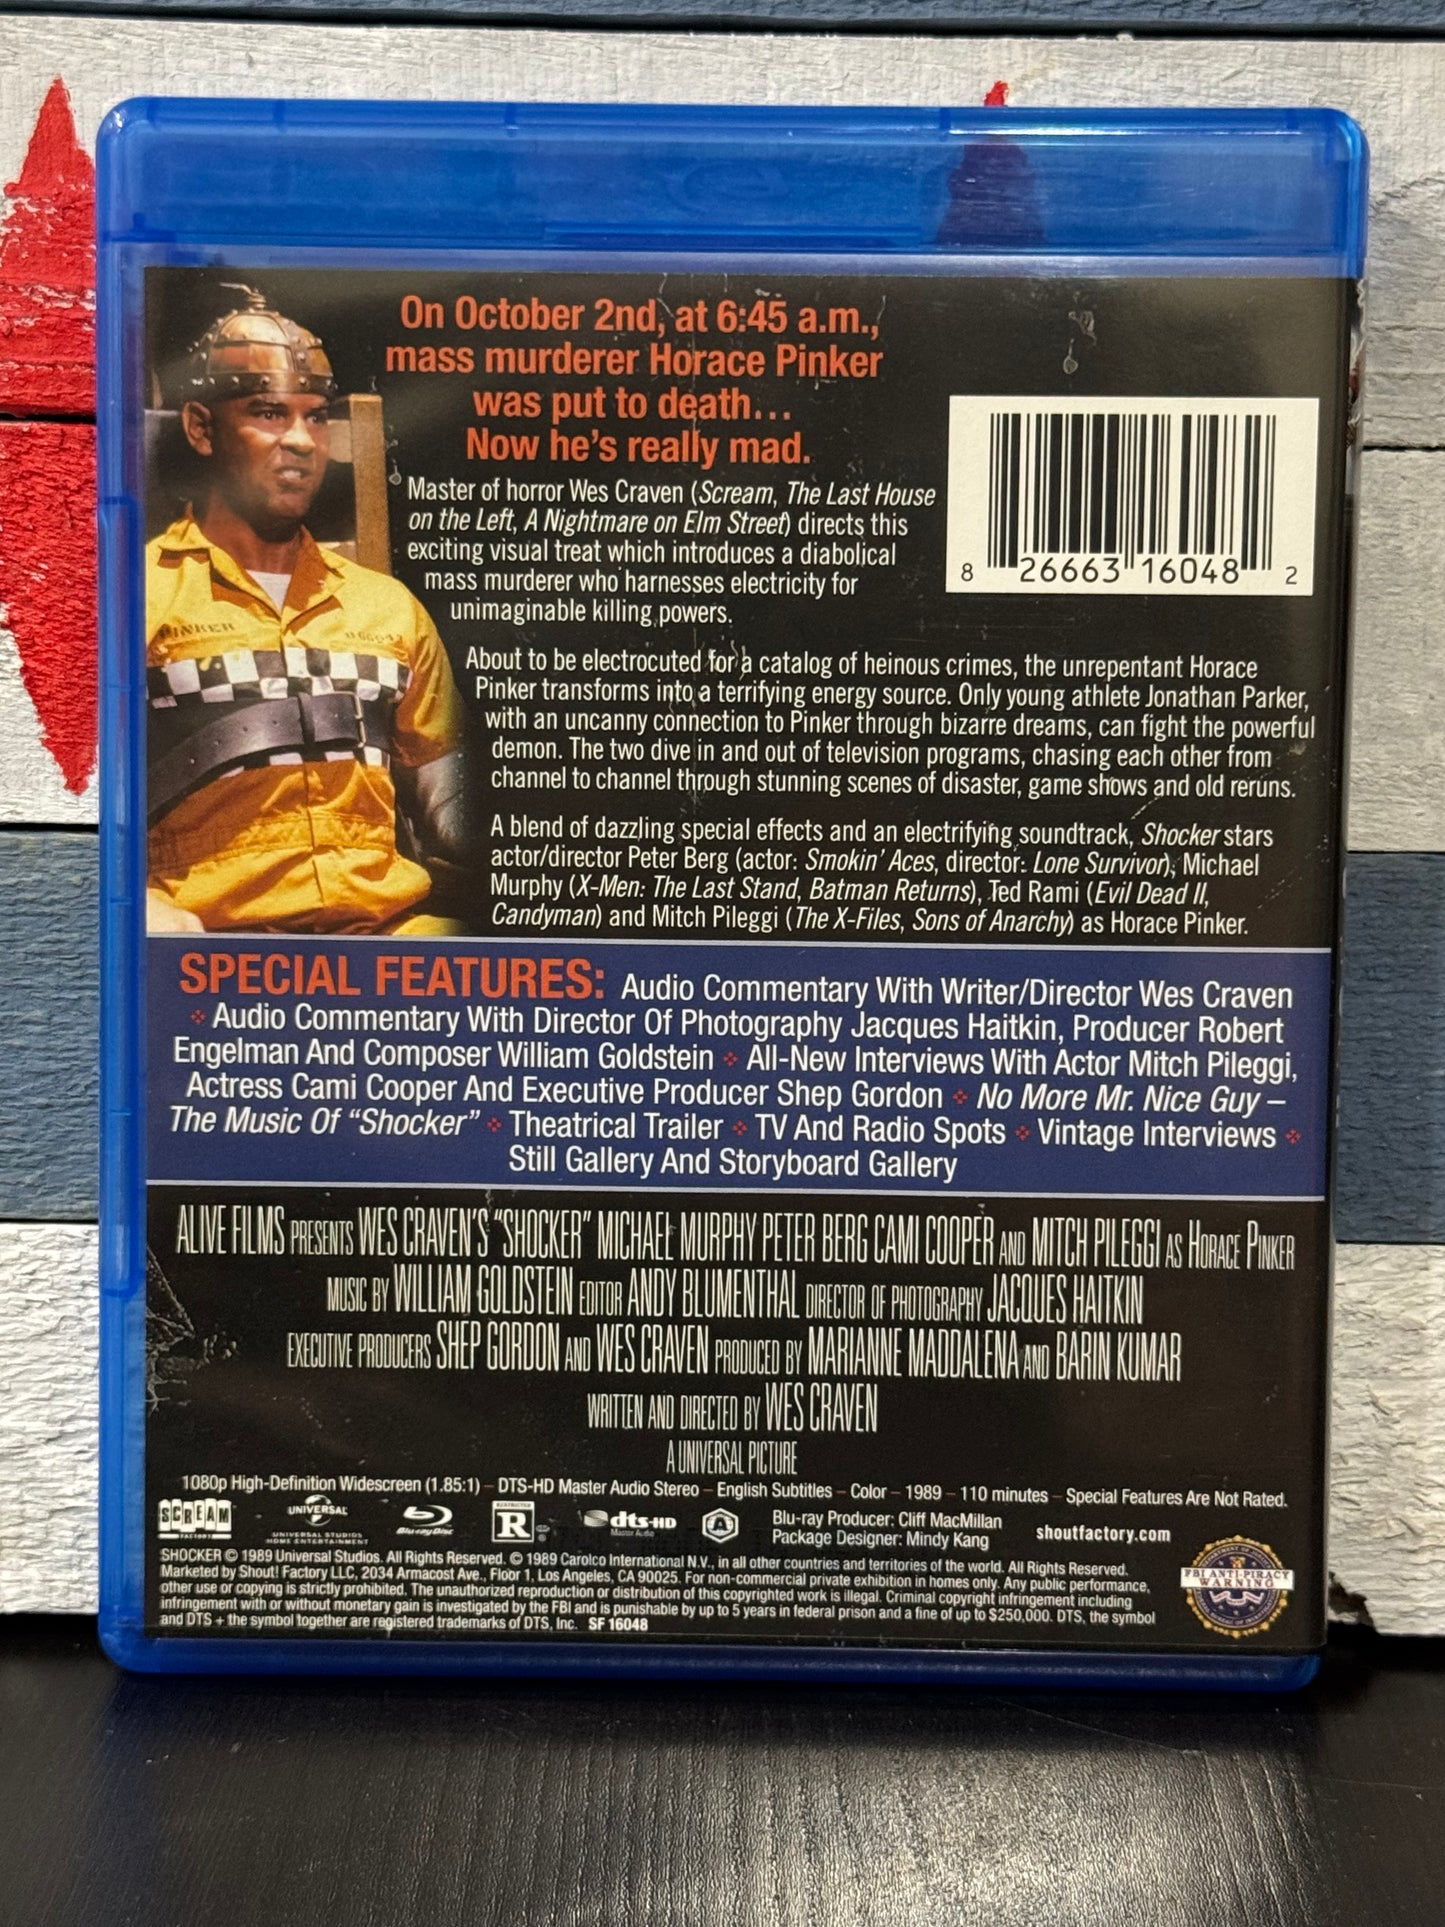 On October 2nd, at 6:45 a.m.,
mass murderer Horace Pinker
was put to death...
Now he's really mad.
Master of horror Wes Craven (Scream, The Last House
on the Left, A Nightmare on Elm Street) directs this
exciting visual treat which introduces a diabolical
mass murderer who harnesses electricity for
unimaginable killing powers.
8 26663 16048 2
PINKER
About to be electrocuted for a catalog of heinous crimes, the unrepentant Horace
Pinker transforms into a terrifying energy source. Only young athlete Jonathan Parker,
with an uncanny connection to Pinker through bizarre dreams, can fight the powerful
demon. The two dive in and out of television programs, chasing each other from
channel to channel through stunning scenes of disaster, game shows and old reruns.
A blend of dazzling special effects and an electrifying soundtrack, Shocker stars
actor/director Peter Berg (actor: Smokin' Aces, director: Lone Survivor), Michael
Murphy (X-Men: The Last Stand, Batman Returns), Ted Rami (Evil Dead II,
Candyman) and Mitch Pileggi (The X-Files, Sons of Anarchy) as Horace Pinker.
SPECIAL FEATURES: Audio Commentary With Writer/Director Wes Craven
Audio Commentary With Director Of Photography Jacques Haitkin, Producer Robert
Engelman And Composer William Goldstein All-New Interviews With Actor Mitch Pileggi,
Actress Cami Cooper And Executive Producer Shep Gordon No More Mr. Nice Guy –
The Music Of "Shocker" Theatrical Trailer TV And Radio Spots Vintage Interviews
Still Gallery And Storyboard Gallery
ALIVE FILMS PRESENTS WES CRAVEN'S "SHOCKER" MICHAEL MURPHY PETER BERG CAMI COOPER AND MITCH PILEGGI AS HORACE PINKER
MUSIC BY WILLIAM GOLDSTEIN EDITOR ANDY BLUMENTHAL DIRECTOR OF PHOTOGRAPHY JACQUES HAITKIN
EXECUTIVE PRODUCERS SHEP GORDON AND WES CRAVEN PRODUCED BY MARIANNE MADDALENA AND BARIN KUMAR
WRITTEN AND DIRECTED BY WES CRAVEN
A UNIVERSAL PICTURE
1080p High-Definition Widescreen (1.85:1) – DTS-HD Master Audio Stereo – English Subtitles – Color – 1989 – 110 minutes – Special Features Are Not Rated.
SCREAM FACTORY
UNIVERSAL
UNIVERSAL STUDIOS
HOME ENTERTAINMENT
Blu-ray Disc
RESTRICTED
R
dts-HD
Master Audio
Blu-ray Producer: Cliff MacMillan
Package Designer: Mindy Kang
shoutfactory.com
SHOCKER © 1989 Universal Studios. All Rights Reserved. © 1989 Carolco International N.V., in all other countries and territories of the world. All Rights Reserved.
Marketed by Shout! Factory LLC, 2034 Armacost Ave., Floor 1, Los Angeles, CA 90025. For non-commercial private exhibition in homes only. Any public performance,
other use or copying is strictly prohibited. The unauthorized reproduction or distribution of this copyrighted work is illegal. Criminal copyright infringement including
infringement with or without monetary gain is investigated by the FBI and is punishable by up to 5 years in federal prison and a fine of up to $250,000. DTS, the symbol
and DTS + the symbol together are registered trademarks of DTS, Inc. SF 16048
FBI ANTI-PIRACY
WARNING